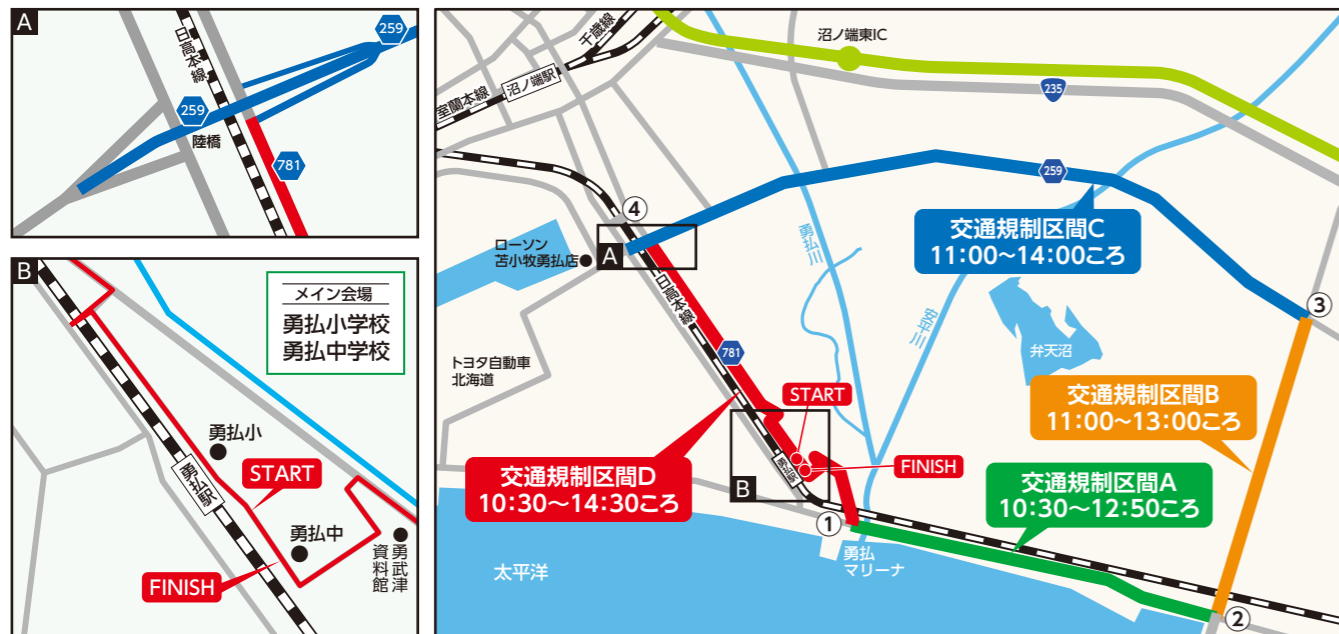 A
259
日高本線
259
陸橋
781
B
メイン会場
勇払小学校
勇払中学校
勇払小
START
勇払駅
勇払中
FINISH
勇武津
資料館
千歳線
沼ノ端東IC
室蘭本線
沼ノ端駅
235
259
④
交通規制区間C
11:00〜14:00ころ
勇払川
ローソン
苫小牧勇払店
A
日高本線
安平川
③
弁天沼
トヨタ自動車
北海道
781
交通規制区間B
11:00〜13:00ころ
START
交通規制区間D
10:30〜14:30ころ
FINISH
勇払駅
B
交通規制区間A
10:30〜12:50ころ
①
勇払
マリーナ
太平洋
②